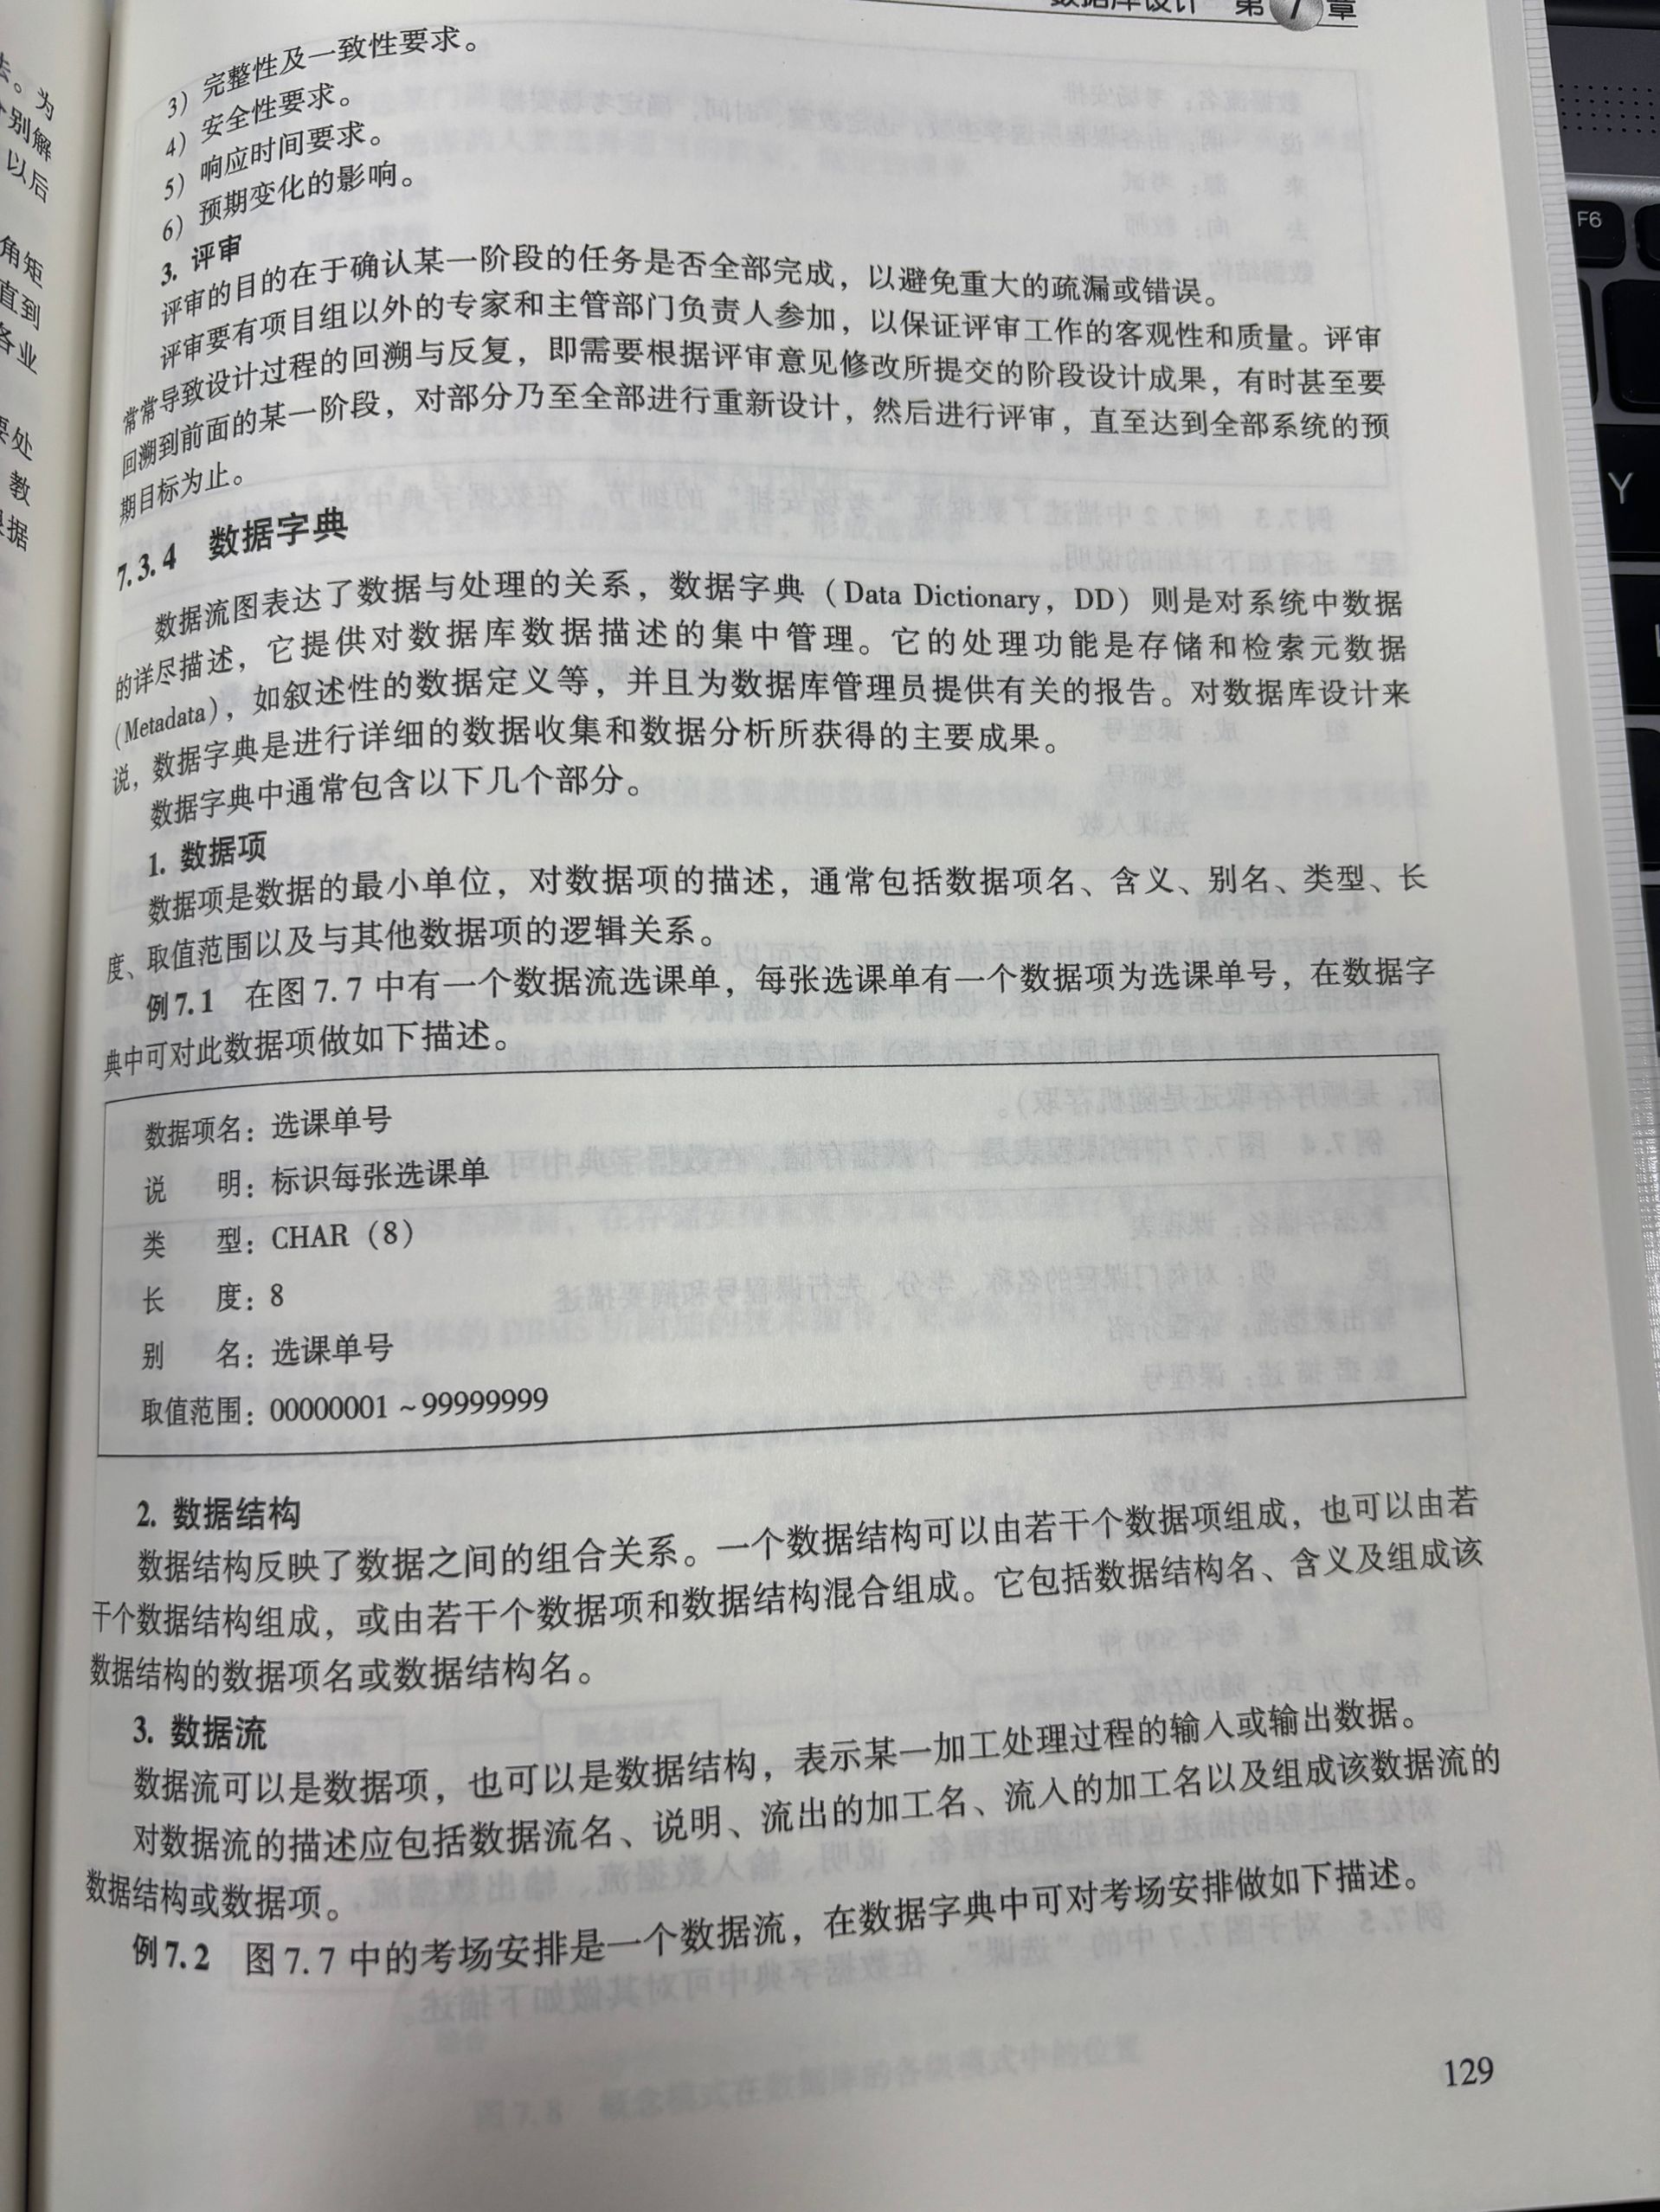 数据库设计 第7章
3）完整性及一致性要求。
4）安全性要求。
5）响应时间要求。
6）预期变化的影响。
3. 评审
评审的目的在于确认某一阶段的任务是否全部完成，以避免重大的疏漏或错误。
评审要有项目组以外的专家和主管部门负责人参加，以保证评审工作的客观性和质量。评审
常常导致设计过程的回溯与反复，即需要根据评审意见修改所提交的阶段设计成果，有时甚至要
回溯到前面的某一阶段，对部分乃至全部进行重新设计，然后进行评审，直至达到全部系统的预
期目标为止。
7.3.4 数据字典
数据流图表达了数据与处理的关系，数据字典（Data Dictionary，DD）则是对系统中数据
的详尽描述，它提供对数据库数据描述的集中管理。它的处理功能是存储和检索元数据
（Metadata），如叙述性的数据定义等，并且为数据库管理员提供有关的报告。对数据库设计来
说，数据字典是进行详细的数据收集和数据分析所获得的主要成果。
数据字典中通常包含以下几个部分。
1. 数据项
数据项是数据的最小单位，对数据项的描述，通常包括数据项名、含义、别名、类型、长
度、取值范围以及与其他数据项的逻辑关系。
例7.1 在图7.7中有一个数据流选课单，每张选课单有一个数据项为选课单号，在数据字
典中可对此数据项做如下描述。
数据项名：选课单号
说 明：标识每张选课单
类 型：CHAR（8）
长 度：8
别 名：选课单号
取值范围：00000001～99999999
2. 数据结构
数据结构反映了数据之间的组合关系。一个数据结构可以由若干个数据项组成，也可以由若
干个数据结构组成，或由若干个数据项和数据结构混合组成。它包括数据结构名、含义及组成该
数据结构的数据项名或数据结构名。
3. 数据流
数据流可以是数据项，也可以是数据结构，表示某一加工处理过程的输入或输出数据。
对数据流的描述应包括数据流名、说明、流出的加工名、流入的加工名以及组成该数据流的
数据结构或数据项。
例7.2 图7.7中的考场安排是一个数据流，在数据字典中可对考场安排做如下描述。
129
为
别解
以后
角矩
直到
各业
处
教
据
F6
Y